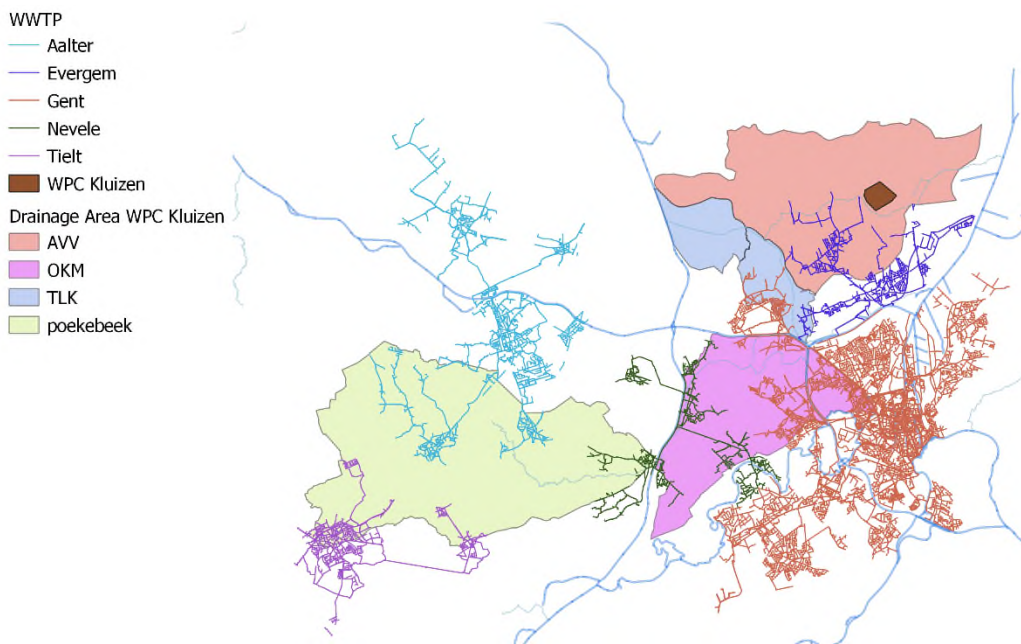 WWTP
Aalter
Evergem
Gent
Nevele
Tielt
WPC Kluizen
Drainage Area WPC Kluizen
AVV
OKM
TLK
poekebeek